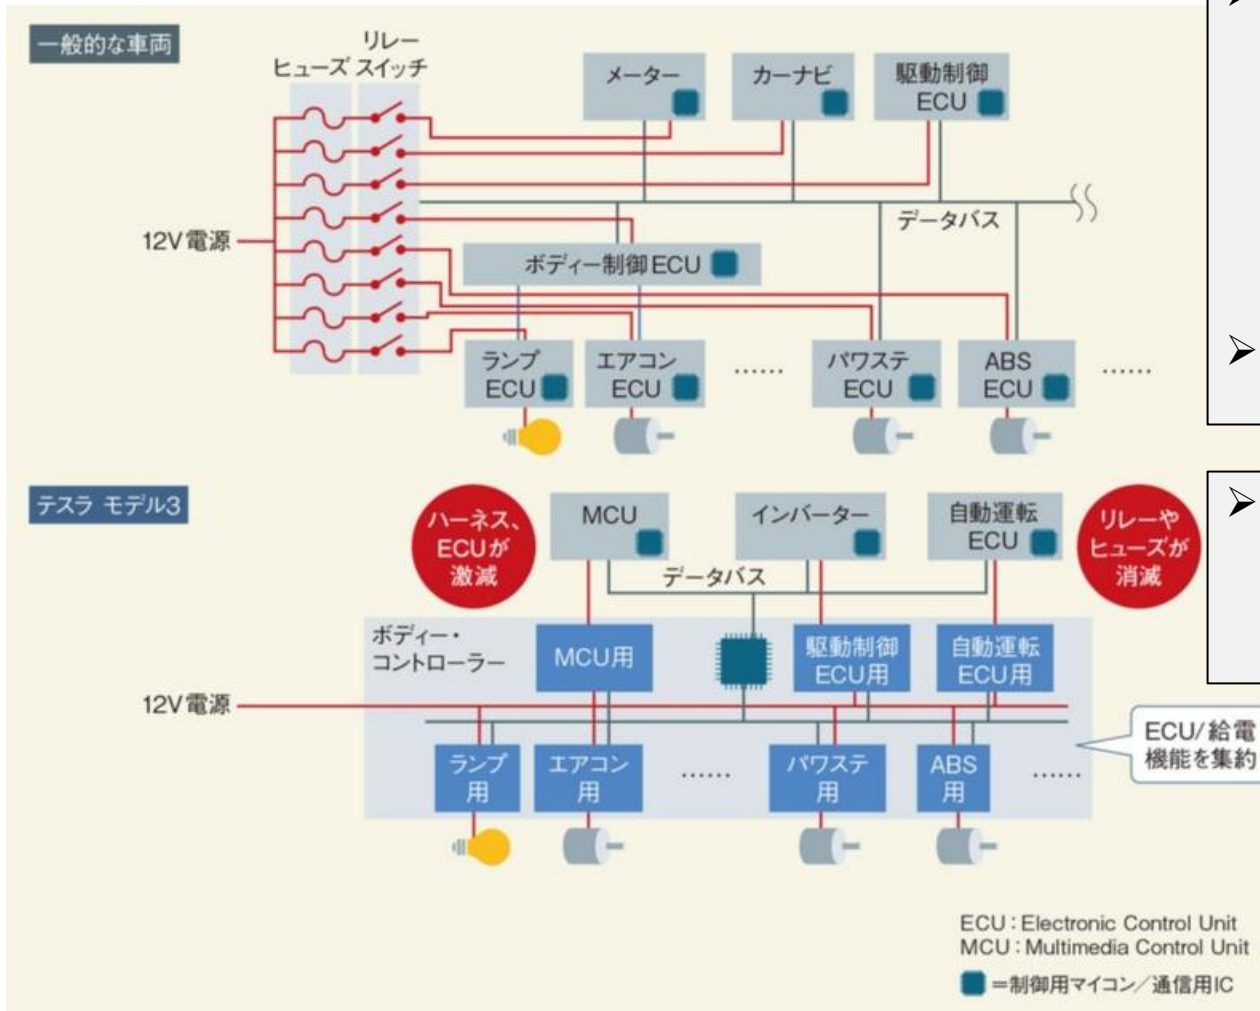 一般的な車両
リレー
ヒューズ スイッチ
メーター
カーナビ
駆動制御
ECU
12V電源
データバス
ボディー制御ECU
ランプ
ECU
エアコン
ECU
……
パワステ
ECU
ABS
ECU
……
テスラ モデル3
ハーネス、
ECUが
激減
MCU
インバーター
自動運転
ECU
リレーや
ヒューズが
消滅
データバス
ボディー・
コントローラー
MCU用
駆動制御
ECU用
自動運転
ECU用
12V電源
ECU/給電
機能を集約
ランプ
用
エアコン
用
……
パワステ
用
ABS
用
……
ECU：Electronic Control Unit
MCU：Multimedia Control Unit
=制御用マイコン／通信用IC